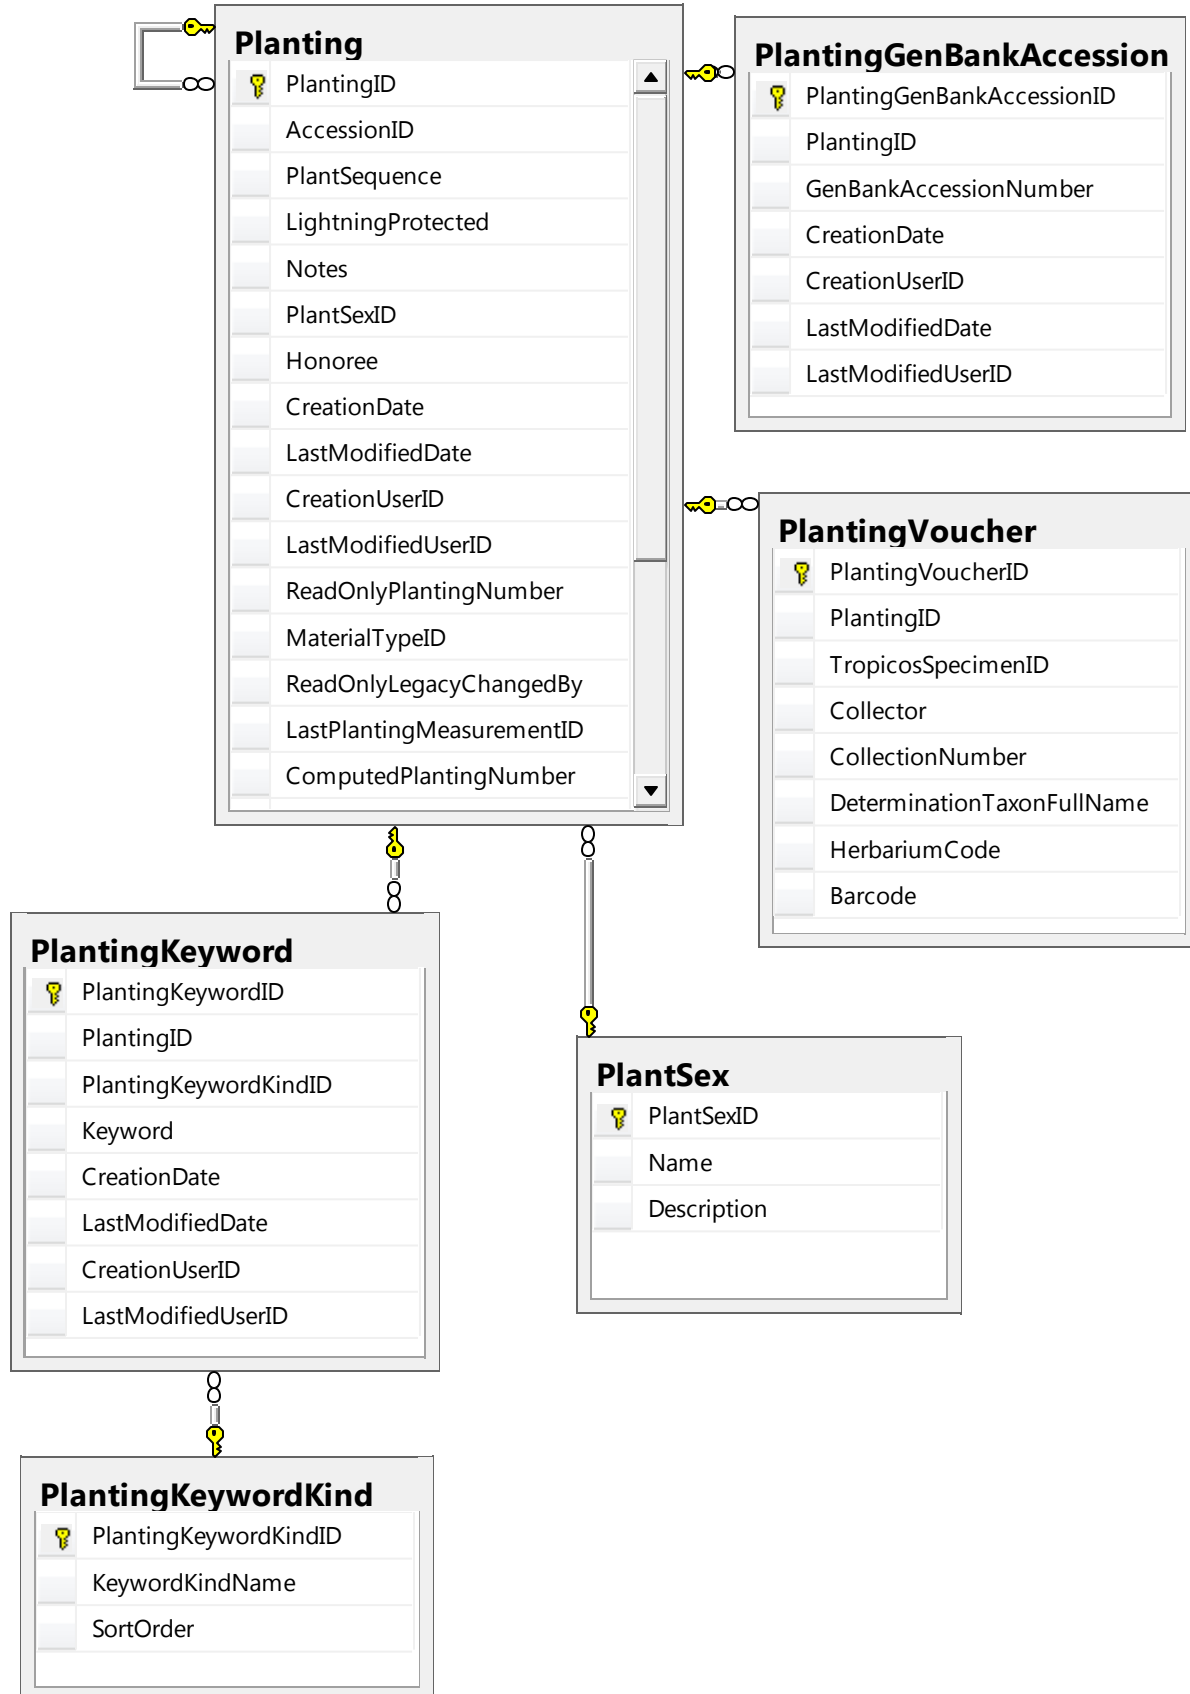 Planting
PlantingID
AccessionID
PlantSequence
LightningProtected
Notes
PlantSexID
Honoree
CreationDate
LastModifiedDate
CreationUserID
LastModifiedUserID
ReadOnlyPlantingNumber
MaterialTypeID
ReadOnlyLegacyChangedBy
LastPlantingMeasurementID
ComputedPlantingNumber
PlantingGenBankAccession
PlantingGenBankAccessionID
PlantingID
GenBankAccessionNumber
CreationDate
CreationUserID
LastModifiedDate
LastModifiedUserID
PlantingVoucher
PlantingVoucherID
PlantingID
TropicosSpecimenID
Collector
CollectionNumber
DeterminationTaxonFullName
HerbariumCode
Barcode
PlantingKeyword
PlantingKeywordID
PlantingID
PlantingKeywordKindID
Keyword
CreationDate
LastModifiedDate
CreationUserID
LastModifiedUserID
PlantSex
PlantSexID
Name
Description
PlantingKeywordKind
PlantingKeywordKindID
KeywordKindName
SortOrder